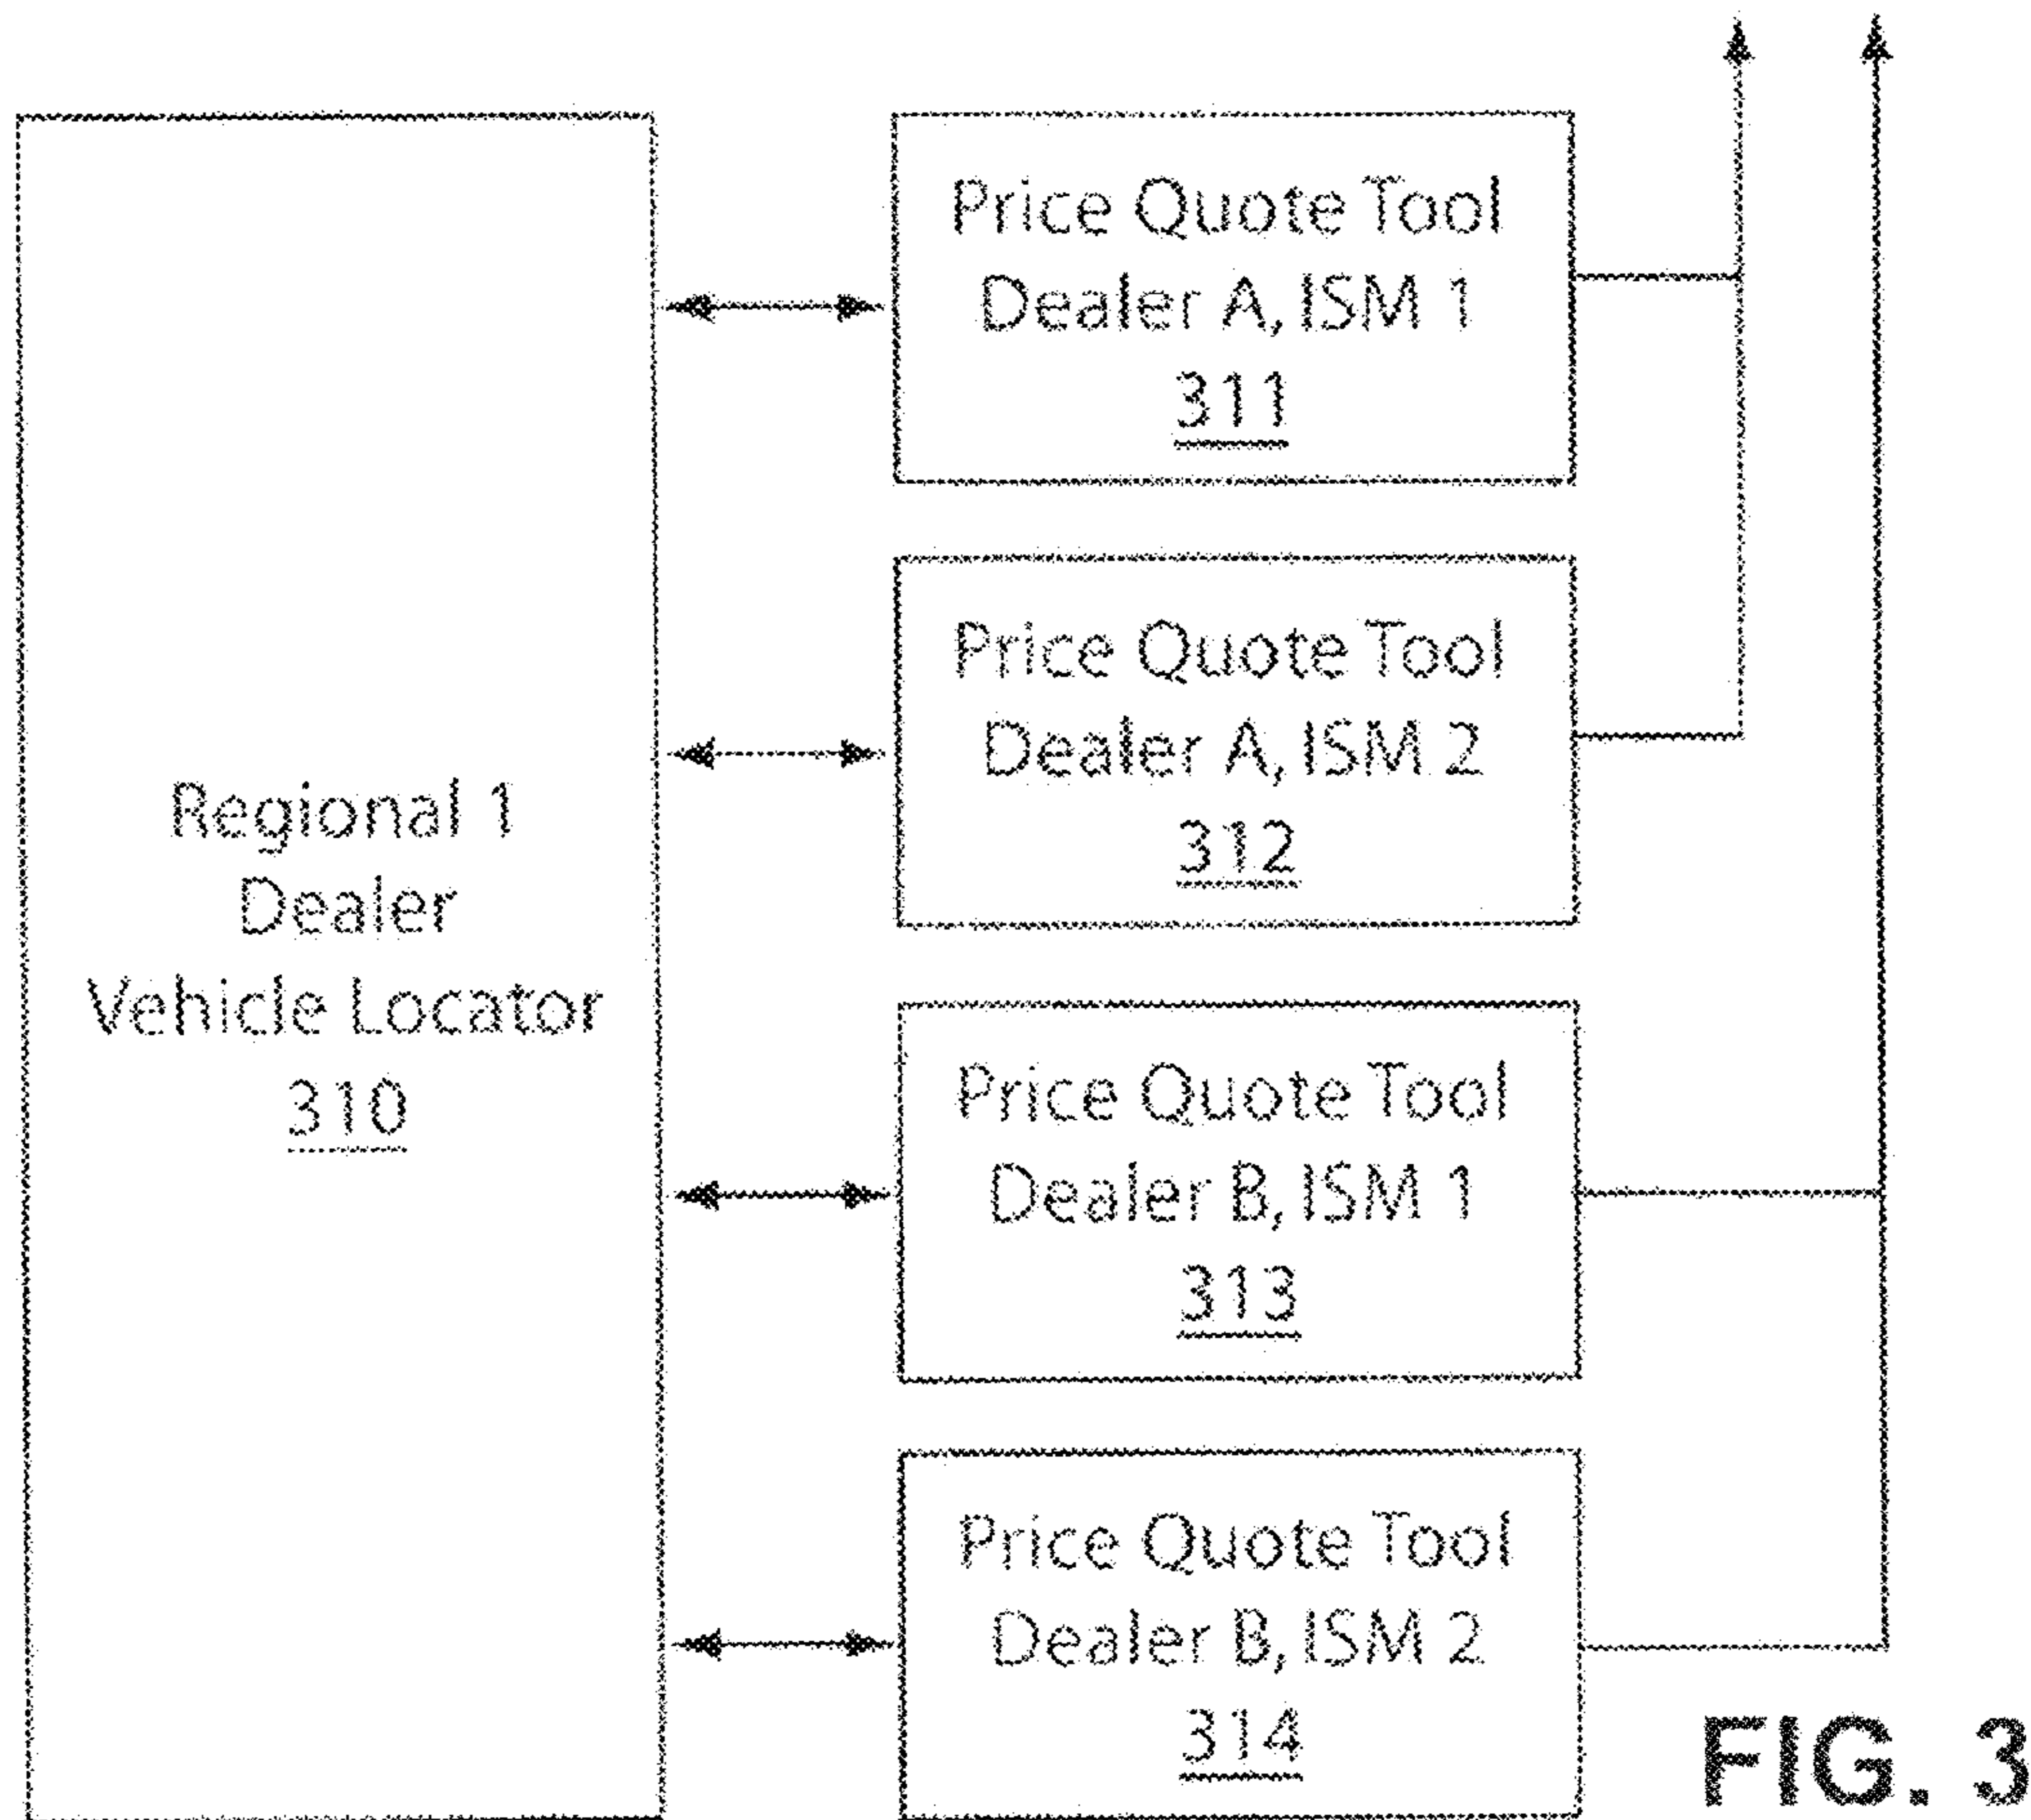 Regional 1
Dealer
Vehicle Locator
310
Price Quote Tool
Dealer A, ISM 1
311
Price Quote Tool
Dealer A, ISM 2
312
Price Quote Tool
Dealer B, ISM 1
313
Price Quote Tool
Dealer B, ISM 2
314
FIG. 3